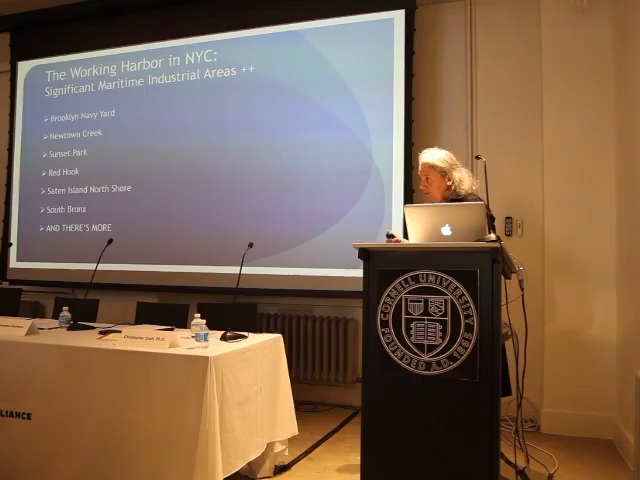 The Working Harbor in NYC:
Significant Maritime Industrial Areas ++
➢ Brooklyn Navy Yard
➢ Newtown Creek
➢ Sunset Park
➢ Red Hook
➢ Saten Island North Shore
➢ South Bronx
➢ AND THERE'S MORE
CORNELL UNIVERSITY
FOUNDED A.D. 1865
LIANCE